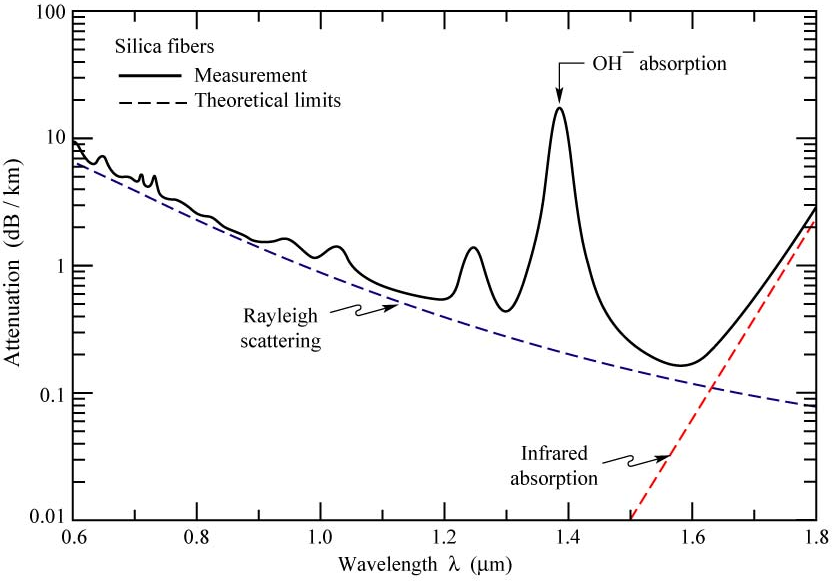 100
10
1
0.1
0.01
Attenuation (dB / km)
Silica fibers
Measurement
Theoretical limits
OH⁻ absorption
Rayleigh
scattering
Infrared
absorption
0.6 0.8 1.0 1.2 1.4 1.6 1.8
Wavelength λ (μm)